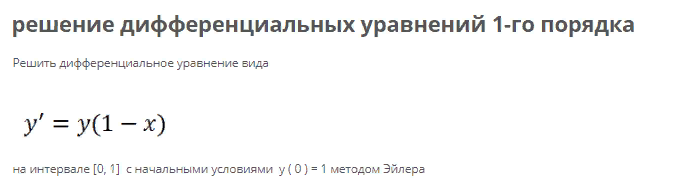 решение дифференциальных уравнений 1-го порядка
Решить дифференциальное уравнение вида
y′ = y(1 − x)
на интервале [0, 1] с начальными условиями y ( 0 ) = 1 методом Эйлера